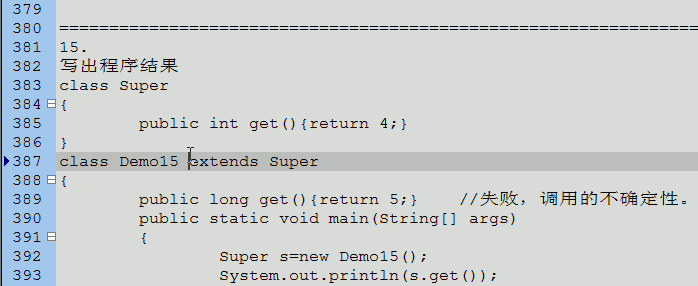 379
380 ================================================================
381 15.
382 写出程序结果
383 class Super
384 {
385 public int get(){return 4;}
386 }
387 class Demo15 extends Super
388 {
389 public long get(){return 5;} //失败，调用的不确定性。
390 public static void main(String[] args)
391 {
392 Super s=new Demo15();
393 System.out.println(s.get());